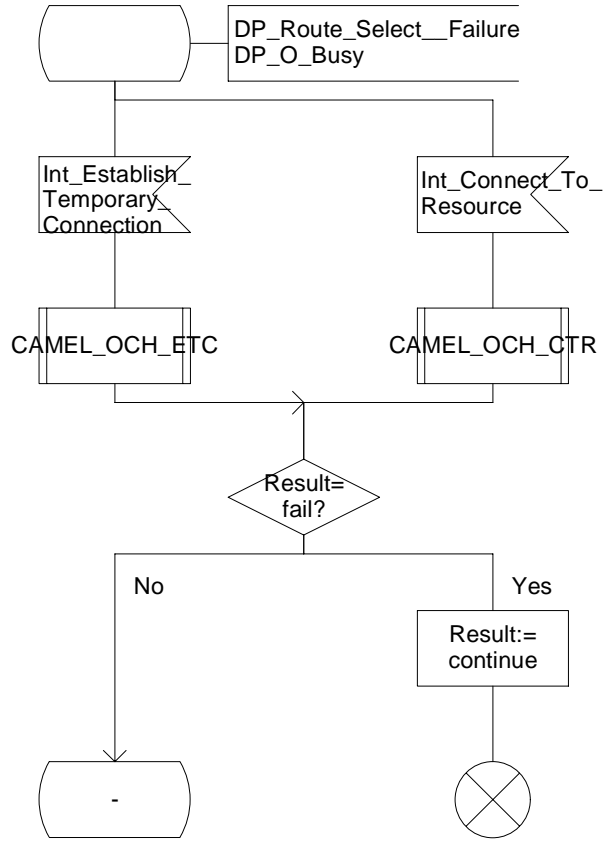 DP_Route_Select__Failure
DP_O_Busy
Int_Establish_
Temporary_
Connection
Int_Connect_To_
Resource
CAMEL_OCH_ETC
CAMEL_OCH_CTR
Result=
fail?
No
Yes
Result:=
continue
-